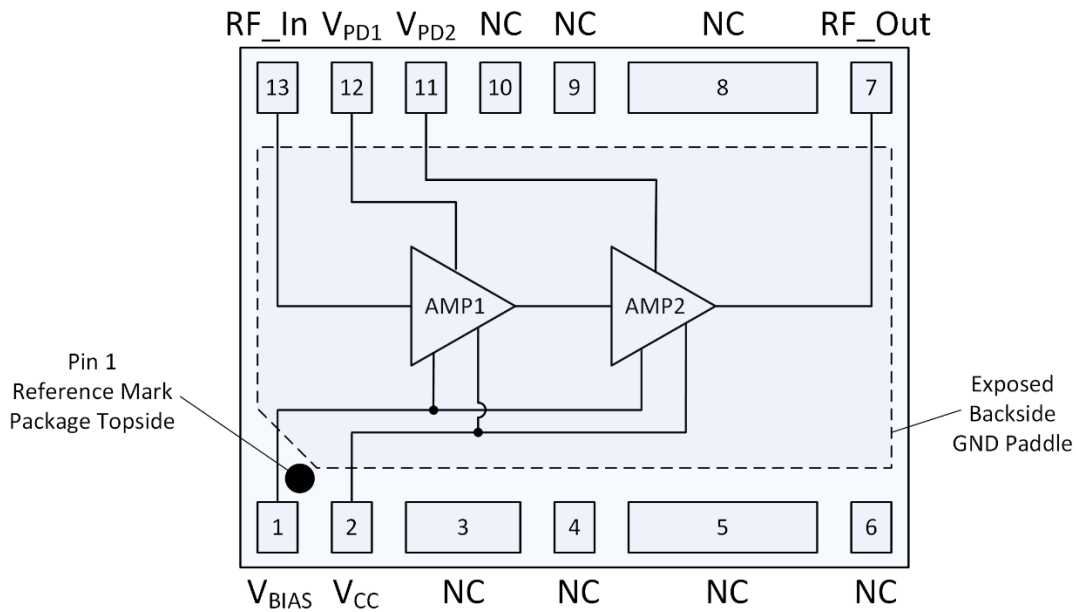 RF_In VPD1 VPD2 NC NC NC RF_Out
13 12 11 10 9 8 7
AMP1 AMP2
Pin 1
Reference Mark
Package Topside
Exposed
Backside
GND Paddle
1 2 3 4 5 6
VBIAS VCC NC NC NC NC